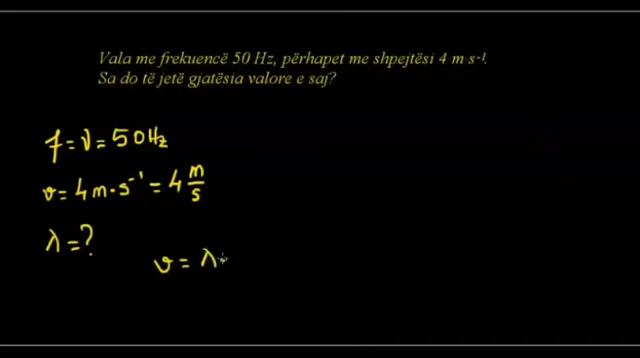 Vala me frekuencë 50 Hz, përhapet me shpejtësi 4 m·s⁻¹.
Sa do të jetë gjatësia valore e saj?
f = ν = 50 Hz
v = 4 m·s⁻¹ = 4 m/s
λ = ?
v = λ